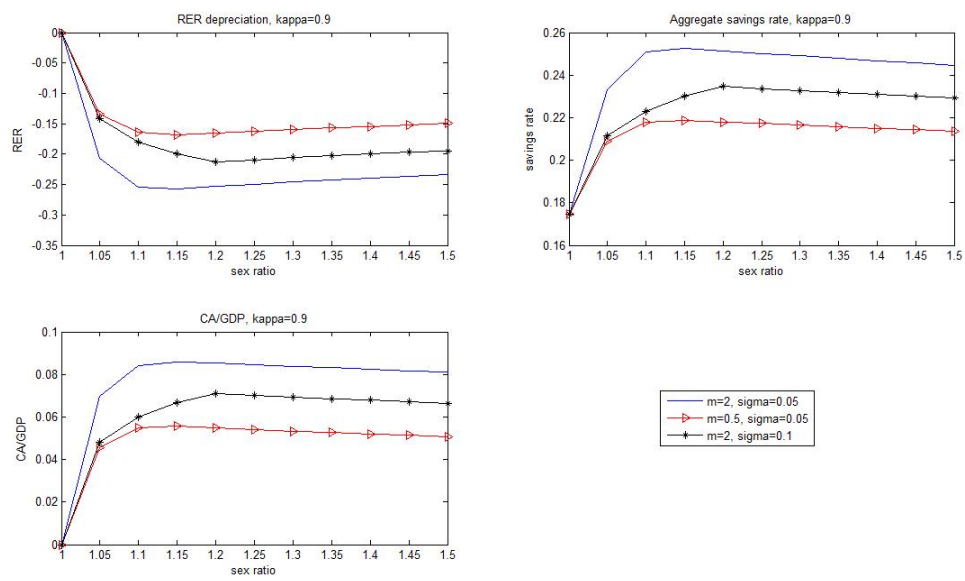 RER depreciation, kappa=0.9
0
-0.05
-0.1
-0.15
-0.2
-0.25
-0.3
-0.35
RER
1 1.05 1.1 1.15 1.2 1.25 1.3 1.35 1.4 1.45 1.5
sex ratio
Aggregate savings rate, kappa=0.9
0.26
0.24
0.22
0.2
0.18
0.16
savings rate
1 1.05 1.1 1.15 1.2 1.25 1.3 1.35 1.4 1.45 1.5
sex ratio
CA/GDP, kappa=0.9
0.1
0.08
0.06
0.04
0.02
0
CA/GDP
1 1.05 1.1 1.15 1.2 1.25 1.3 1.35 1.4 1.45 1.5
sex ratio
m=2, sigma=0.05
m=0.5, sigma=0.05
m=2, sigma=0.1